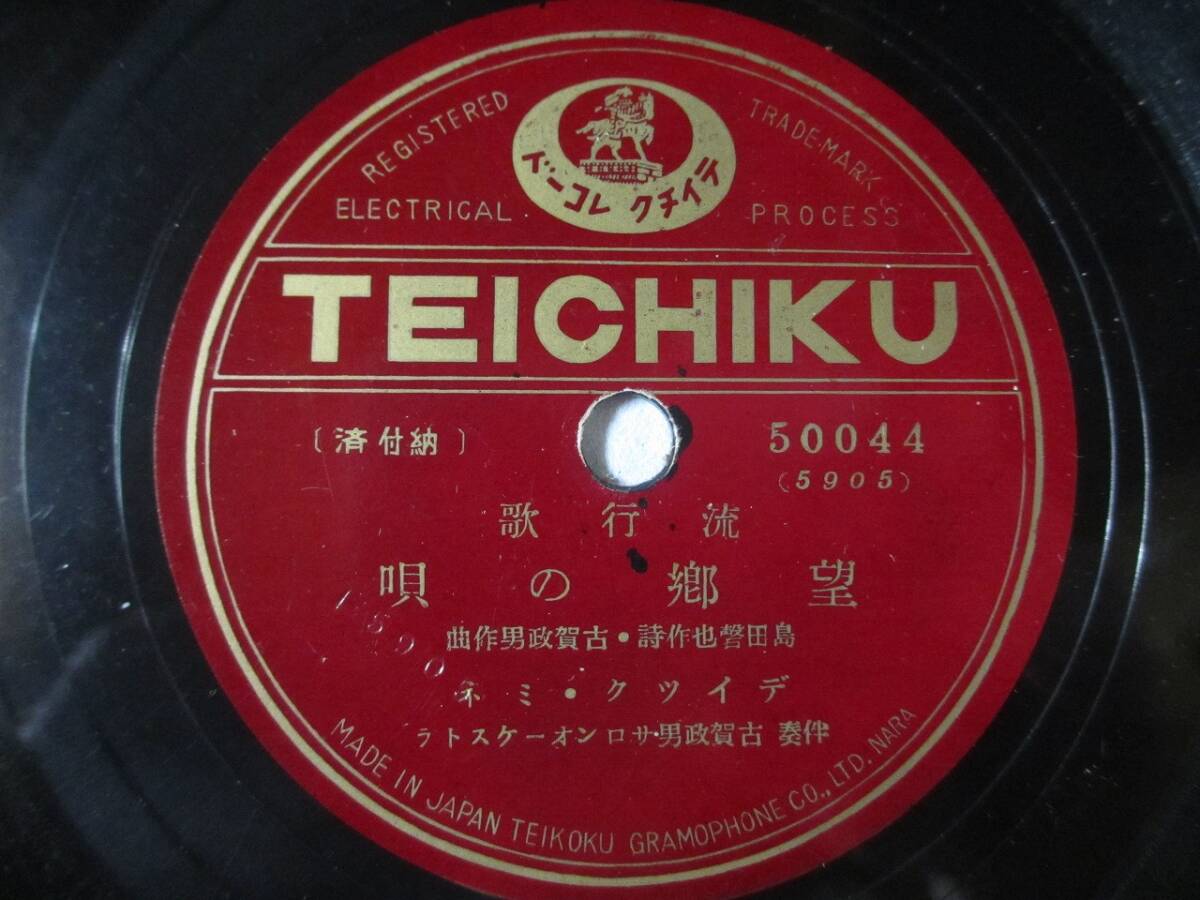 REGISTERED TRADE-MARK
テイチク レコード
ELECTRICAL PROCESS
TEICHIKU
〔納付済〕
50044
(5905)
流行歌
望鄕の唄
島田磬也作詩・古賀政男作曲
デイツク・ミネ
伴奏 古賀政男サロンオーケストラ
MADE IN JAPAN TEIKOKU GRAMOPHONE CO., LTD. NARA